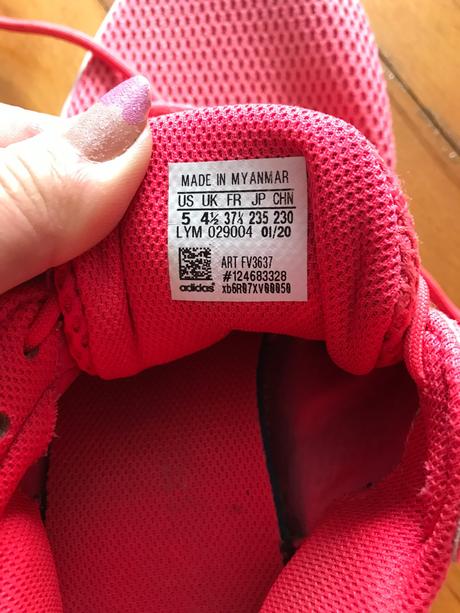 MADE IN MYANMAR
US UK FR JP CHN
5 4½ 37⅓ 235 230
LYM 029004 01/20
ART FV3637
#124683328
adidas xb6R07XV00050